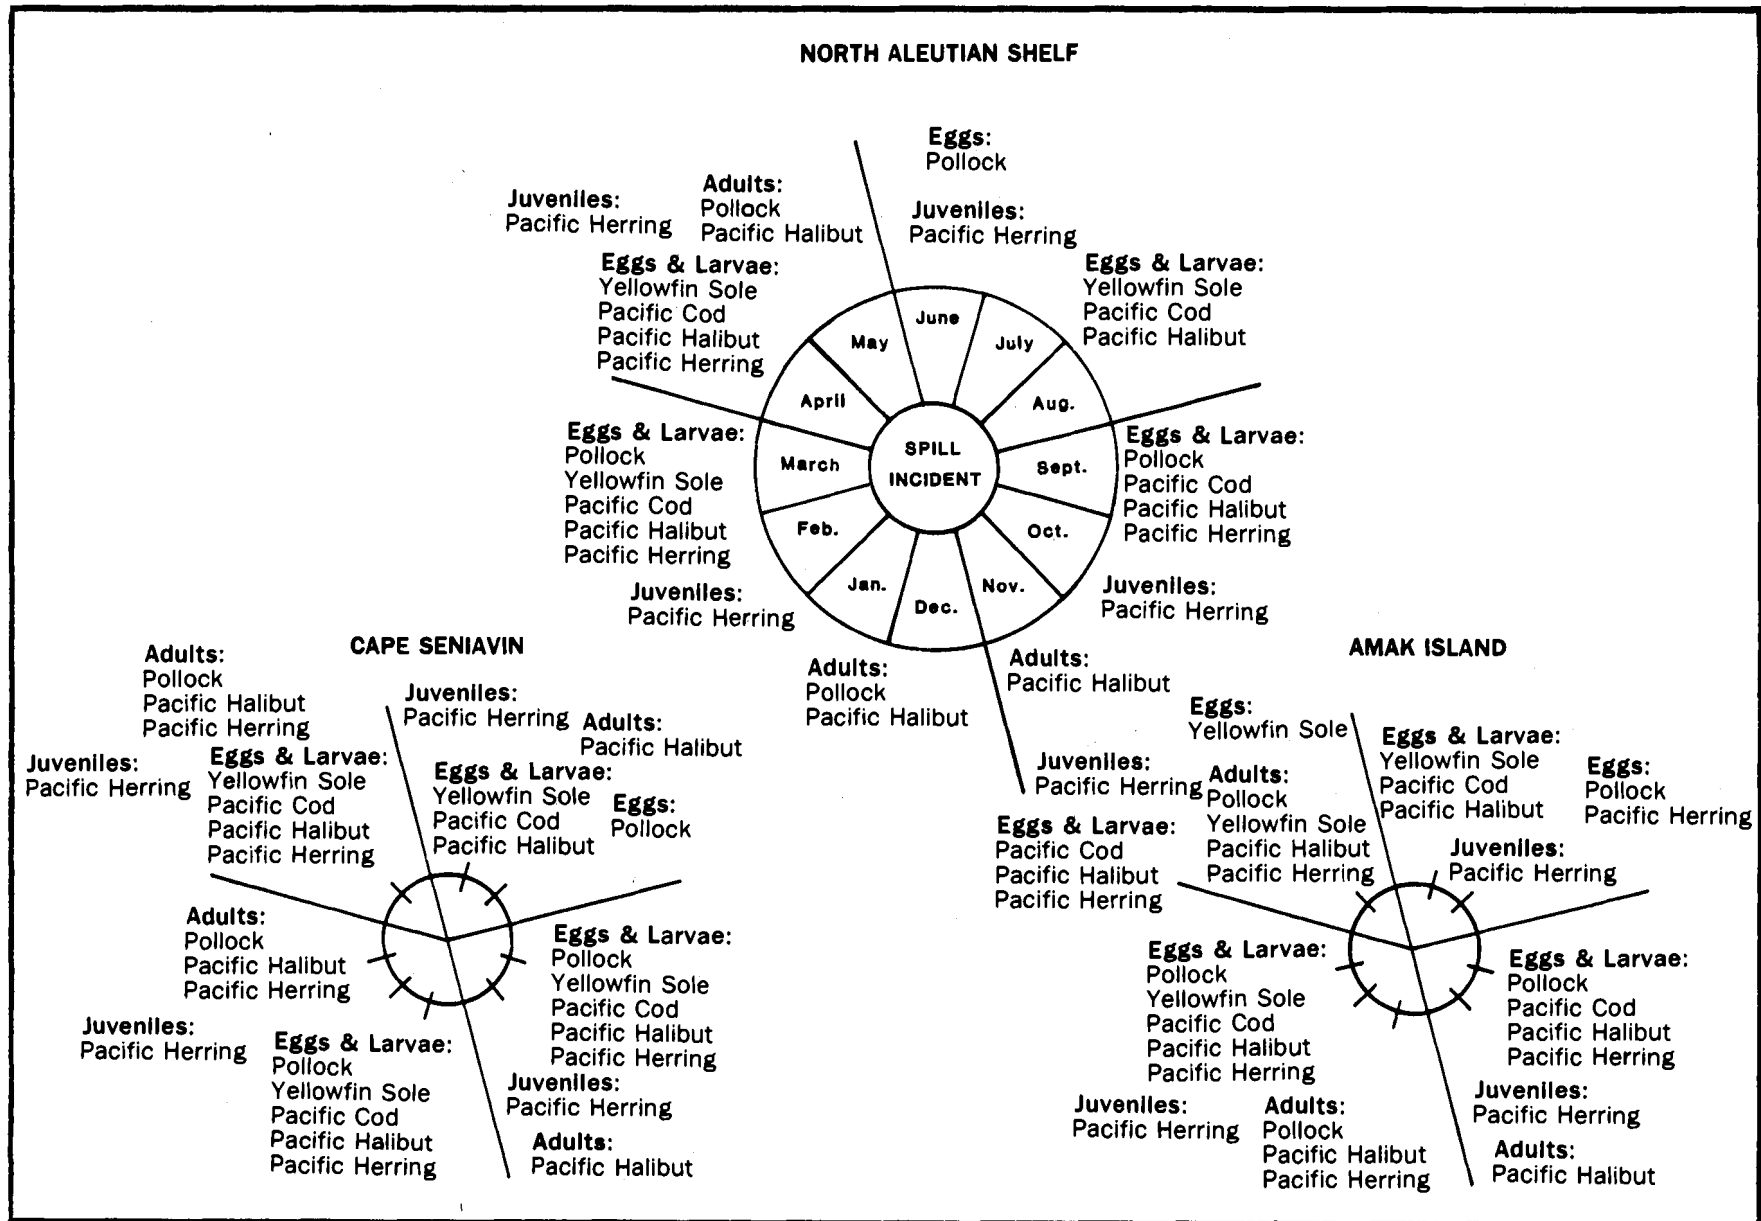 NORTH ALEUTIAN SHELF
Eggs:
Pollock
Juveniles:
Pacific Herring
Adults:
Pollock
Pacific Halibut
Juveniles:
Pacific Herring
Eggs & Larvae:
Yellowfin Sole
Pacific Cod
Pacific Halibut
Pacific Herring
Eggs & Larvae:
Yellowfin Sole
Pacific Cod
Pacific Halibut
June
July
Aug.
Sept.
Oct.
Nov.
Dec.
Jan.
Feb.
March
April
May
SPILL
INCIDENT
Eggs & Larvae:
Pollock
Yellowfin Sole
Pacific Cod
Pacific Halibut
Pacific Herring
Juveniles:
Pacific Herring
Adults:
Pollock
Pacific Halibut
Eggs & Larvae:
Pollock
Pacific Cod
Pacific Halibut
Pacific Herring
Juveniles:
Pacific Herring
Adults:
Pacific Halibut
CAPE SENIAVIN
Adults:
Pollock
Pacific Halibut
Pacific Herring
Juveniles:
Pacific Herring
Eggs & Larvae:
Yellowfin Sole
Pacific Cod
Pacific Halibut
Pacific Herring
Juveniles:
Pacific Herring
Adults:
Pacific Halibut
Eggs & Larvae:
Yellowfin Sole
Pacific Cod
Pacific Halibut
Eggs:
Pollock
Adults:
Pollock
Pacific Halibut
Pacific Herring
Juveniles:
Pacific Herring
Eggs & Larvae:
Pollock
Yellowfin Sole
Pacific Cod
Pacific Halibut
Pacific Herring
Eggs & Larvae:
Pollock
Yellowfin Sole
Pacific Cod
Pacific Halibut
Pacific Herring
Juveniles:
Pacific Herring
Adults:
Pacific Halibut
AMAK ISLAND
Eggs:
Yellowfin Sole
Juveniles:
Pacific Herring
Adults:
Pollock
Yellowfin Sole
Pacific Halibut
Pacific Herring
Eggs & Larvae:
Pacific Cod
Pacific Halibut
Pacific Herring
Eggs & Larvae:
Yellowfin Sole
Pacific Cod
Pacific Halibut
Eggs:
Pollock
Pacific Herring
Juveniles:
Pacific Herring
Eggs & Larvae:
Pollock
Yellowfin Sole
Pacific Cod
Pacific Halibut
Pacific Herring
Juveniles:
Pacific Herring
Adults:
Pollock
Pacific Halibut
Pacific Herring
Eggs & Larvae:
Pollock
Pacific Cod
Pacific Halibut
Pacific Herring
Juveniles:
Pacific Herring
Adults:
Pacific Halibut